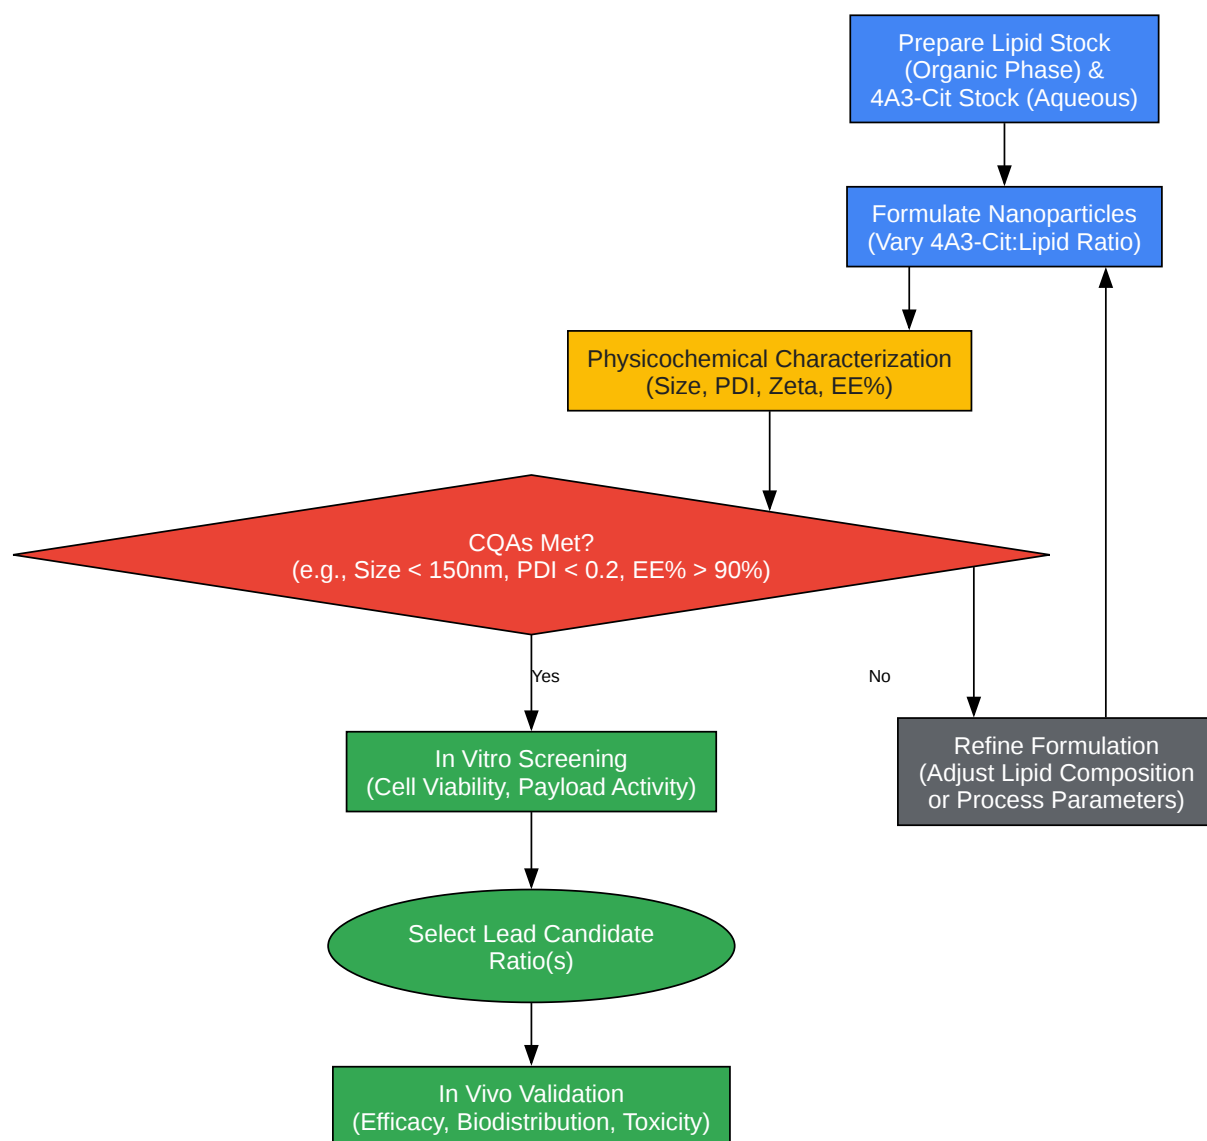 Prepare Lipid Stock
(Organic Phase) &
4A3-Cit Stock (Aqueous)
Formulate Nanoparticles
(Vary 4A3-Cit:Lipid Ratio)
Physicochemical Characterization
(Size, PDI, Zeta, EE%)
CQAs Met?
(e.g., Size < 150nm, PDI < 0.2, EE% > 90%)
Yes
No
In Vitro Screening
(Cell Viability, Payload Activity)
Refine Formulation
(Adjust Lipid Composition
or Process Parameters)
Select Lead Candidate
Ratio(s)
In Vivo Validation
(Efficacy, Biodistribution, Toxicity)